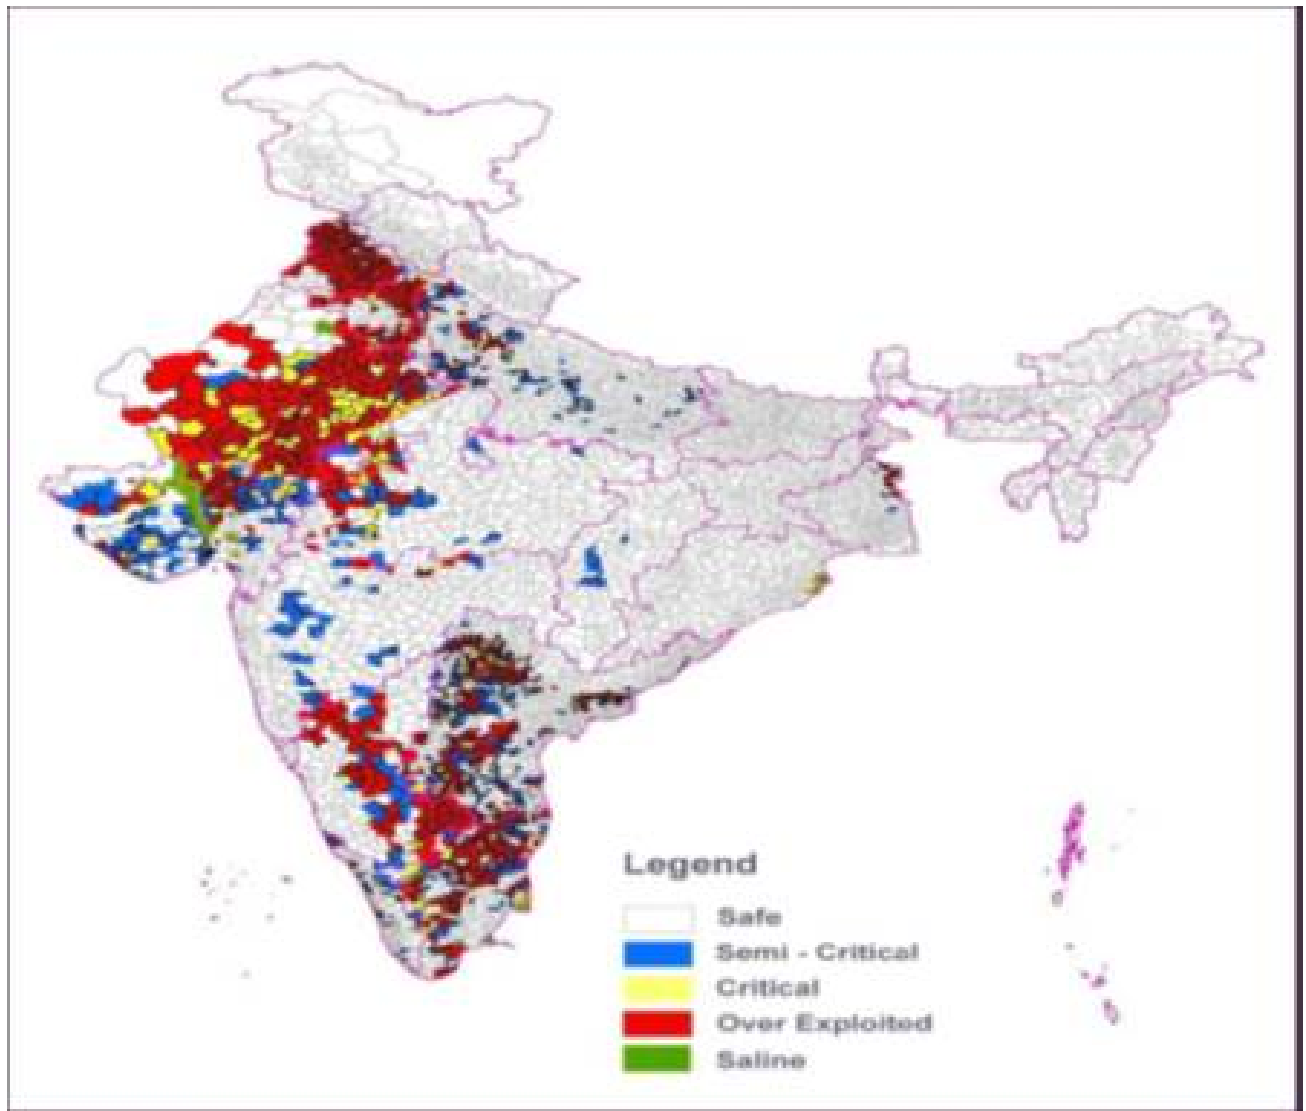 Legend
Safe
Semi - Critical
Critical
Over Exploited
Saline